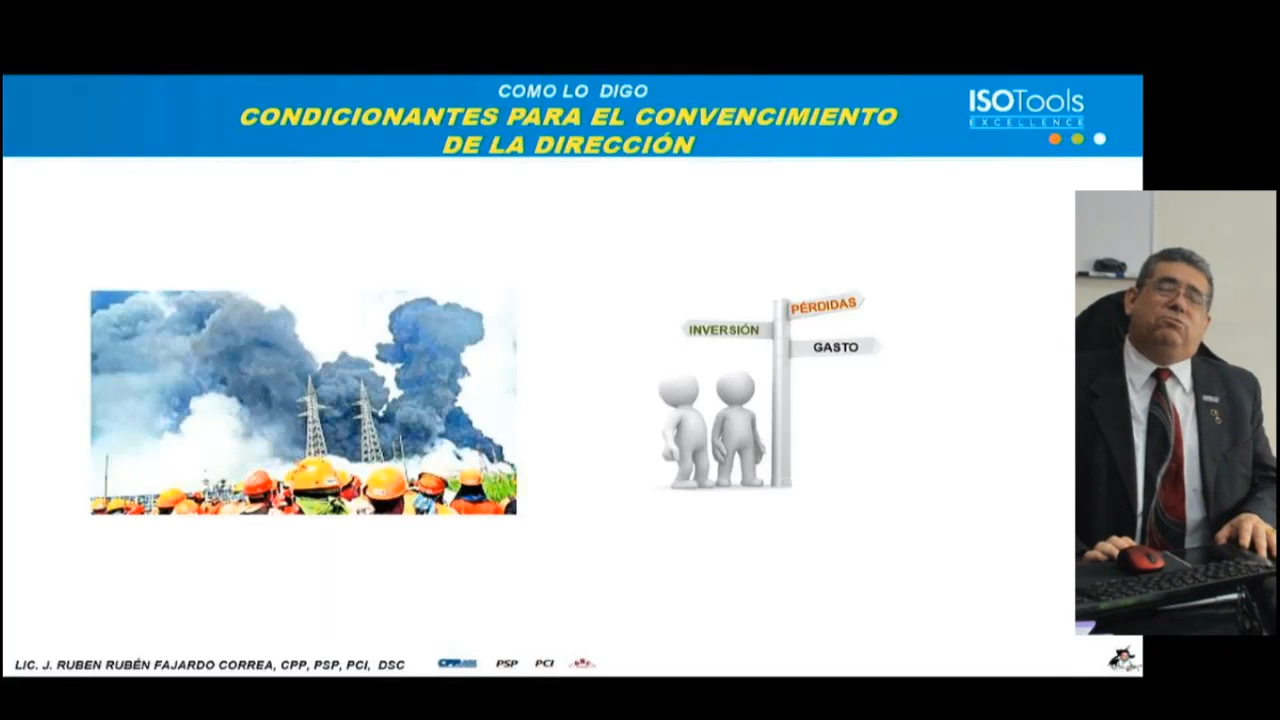 COMO LO DIGO
CONDICIONANTES PARA EL CONVENCIMIENTO
DE LA DIRECCIÓN
ISOTools
EXCELLENCE
PÉRDIDAS
INVERSIÓN
GASTO
LIC. J. RUBEN RUBÉN FAJARDO CORREA, CPP, PSP, PCI, DSC
CPP
PSP
PCI